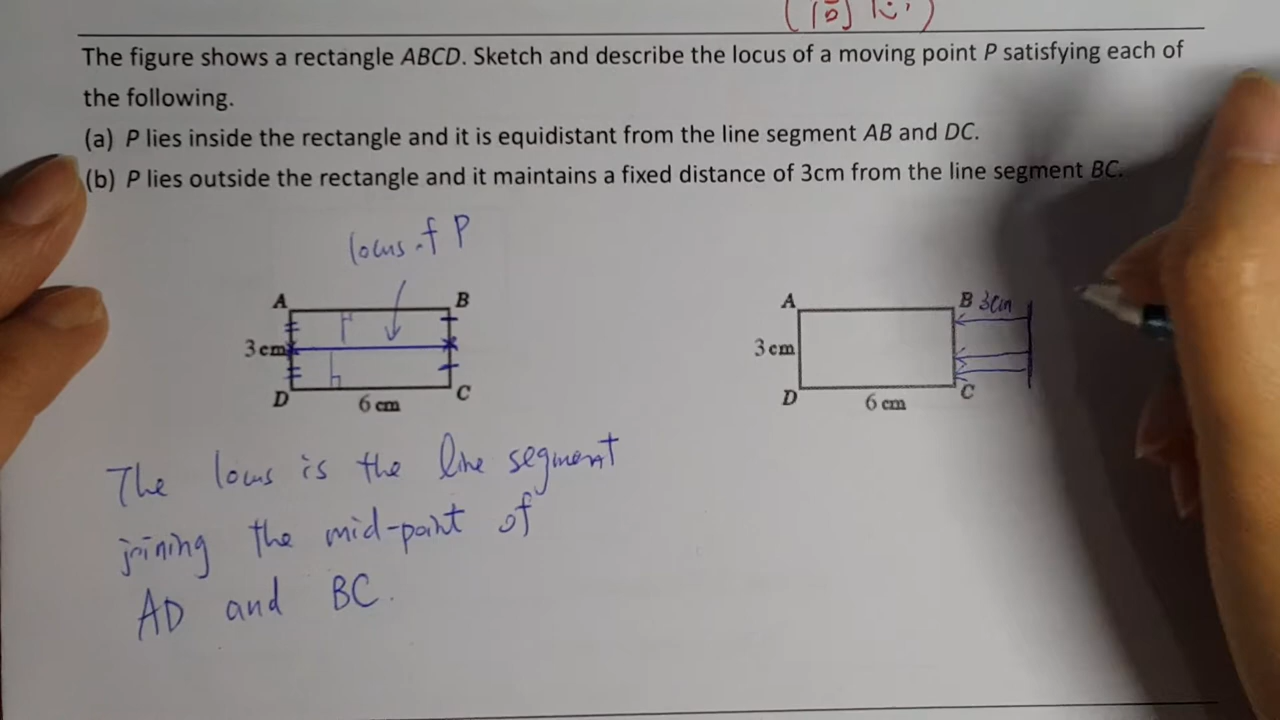 The figure shows a rectangle ABCD. Sketch and describe the locus of a moving point P satisfying each of
the following.
(a) P lies inside the rectangle and it is equidistant from the line segment AB and DC.
(b) P lies outside the rectangle and it maintains a fixed distance of 3cm from the line segment BC.
locus of P
A B
3 cm
D C
6 cm
A B 3cm
3 cm
D C
6 cm
The locus is the line segment
joining the mid-point of
AD and BC.